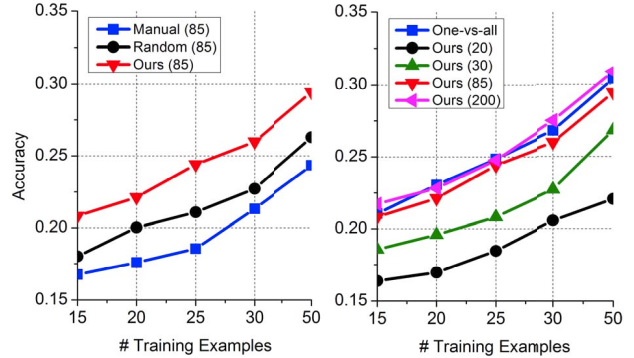 Manual (85)
Random (85)
Ours (85)
0.35
0.30
0.25
0.20
0.15
Accuracy
15
20
25
30
50
# Training Examples
One-vs-all
Ours (20)
Ours (30)
Ours (85)
Ours (200)
0.35
0.30
0.25
0.20
0.15
15
20
25
30
50
# Training Examples